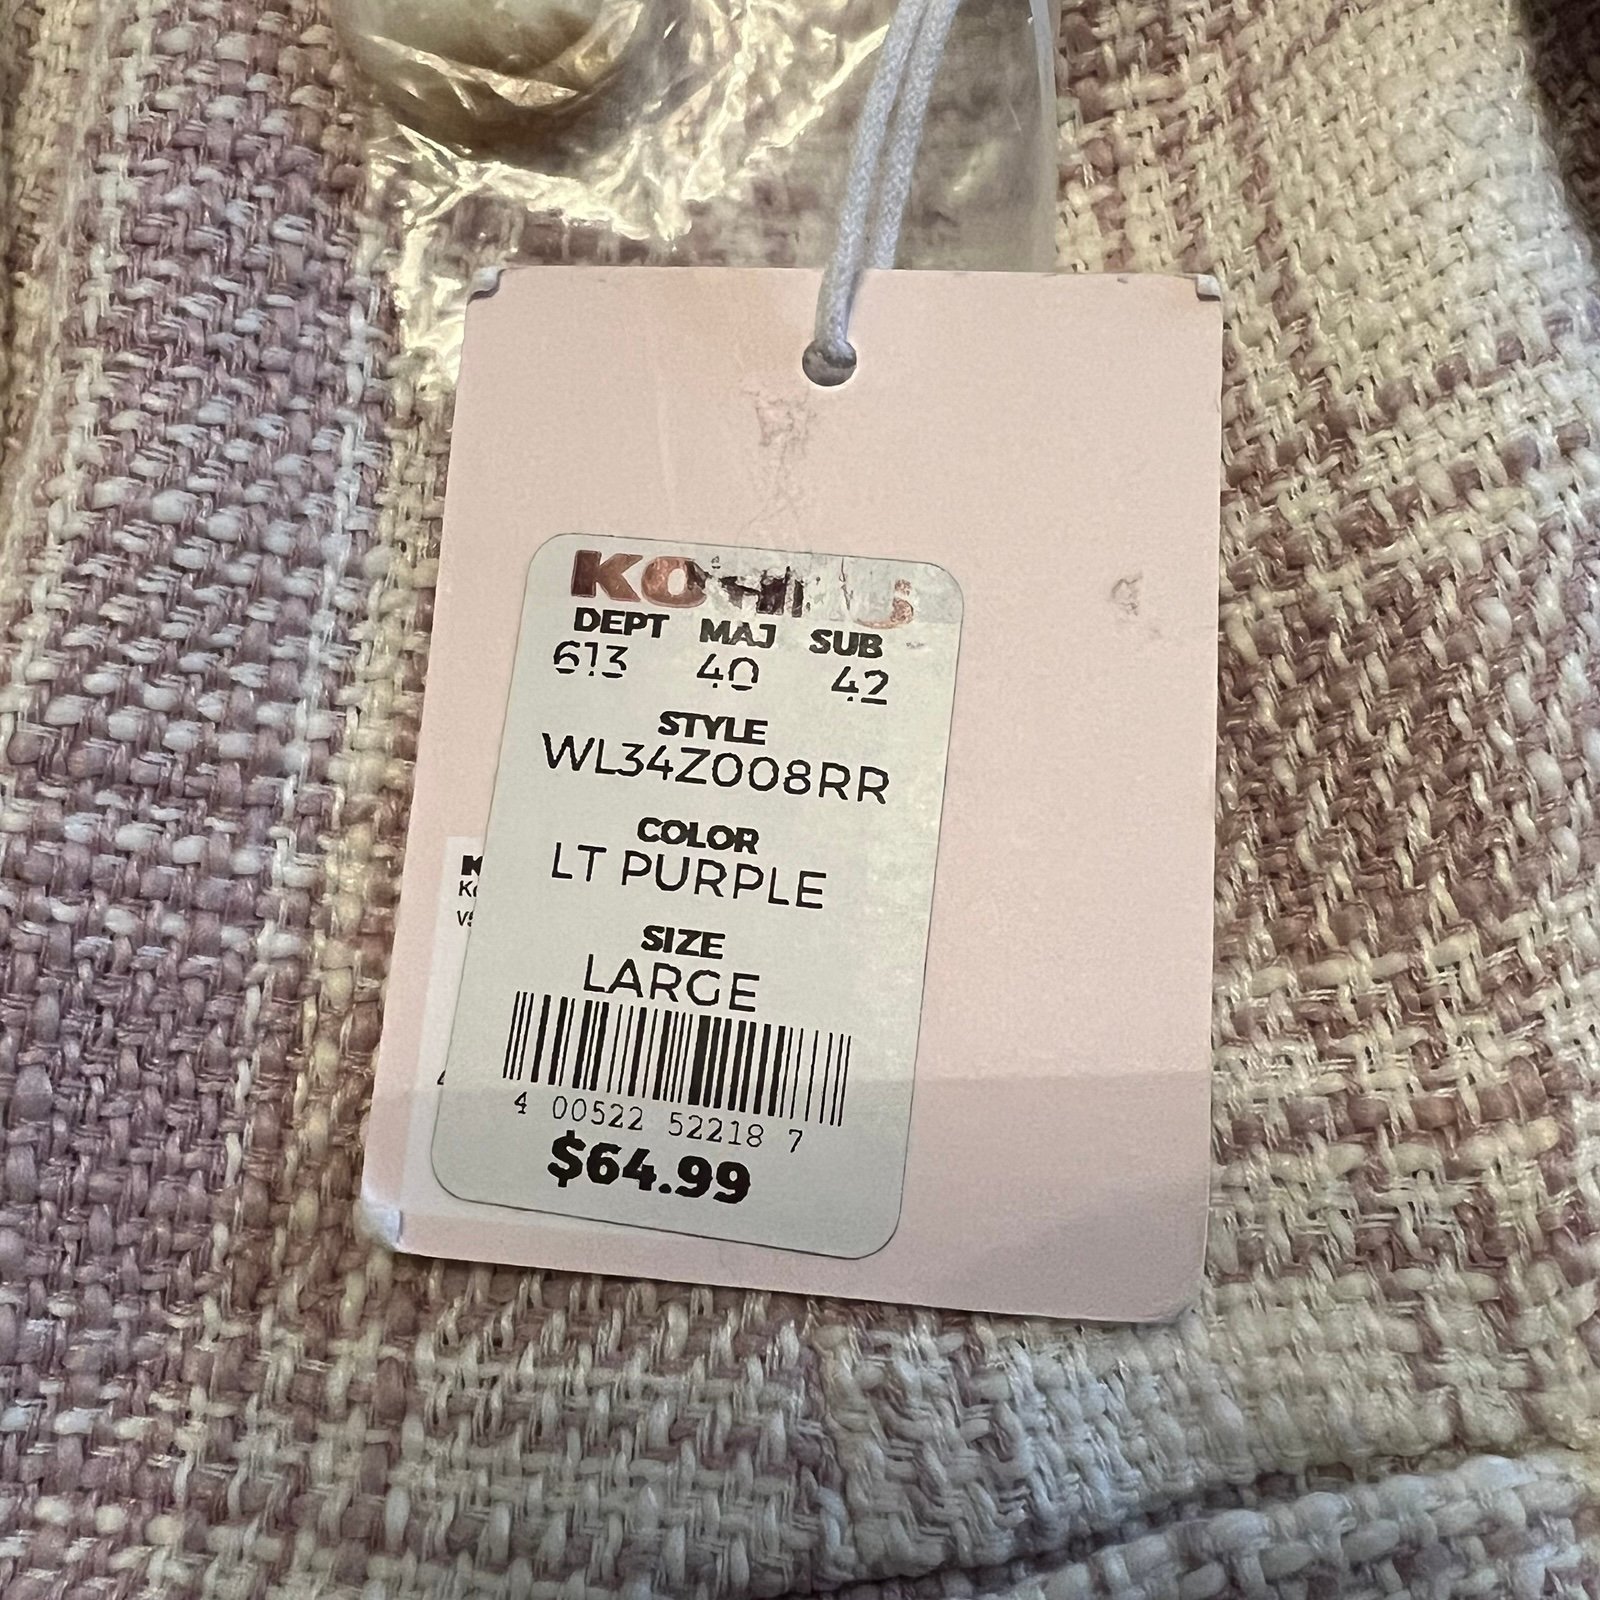 KOHL'S
DEPT MAJ SUB
613 40 42
STYLE
WL34Z008RR
COLOR
LT PURPLE
SIZE
LARGE
4 00522 52218 7
$64.99